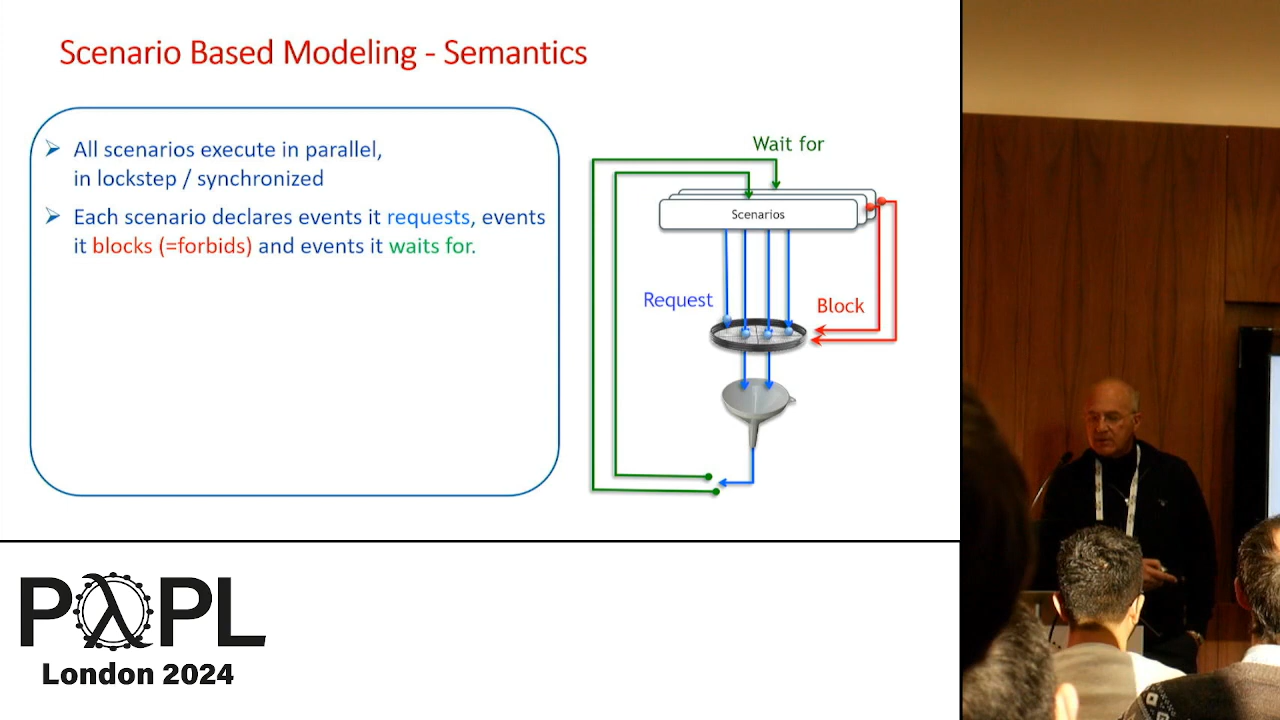 Scenario Based Modeling - Semantics
All scenarios execute in parallel,
in lockstep / synchronized
Each scenario declares events it requests, events
it blocks (=forbids) and events it waits for.
Wait for
Scenarios
Request
Block
PλPL
London 2024